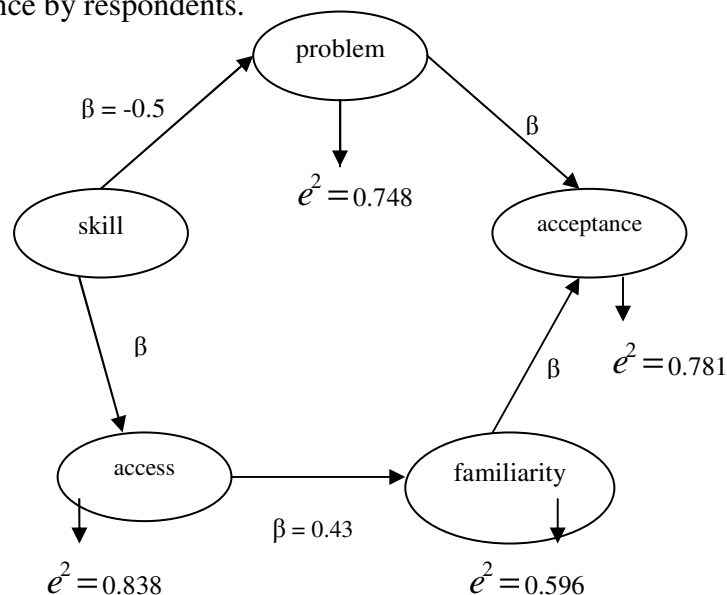 nce by respondents.
problem
β = -0.5
β
e² = 0.748
skill
acceptance
β
β
e² = 0.781
access
familiarity
β = 0.43
e² = 0.838
e² = 0.596